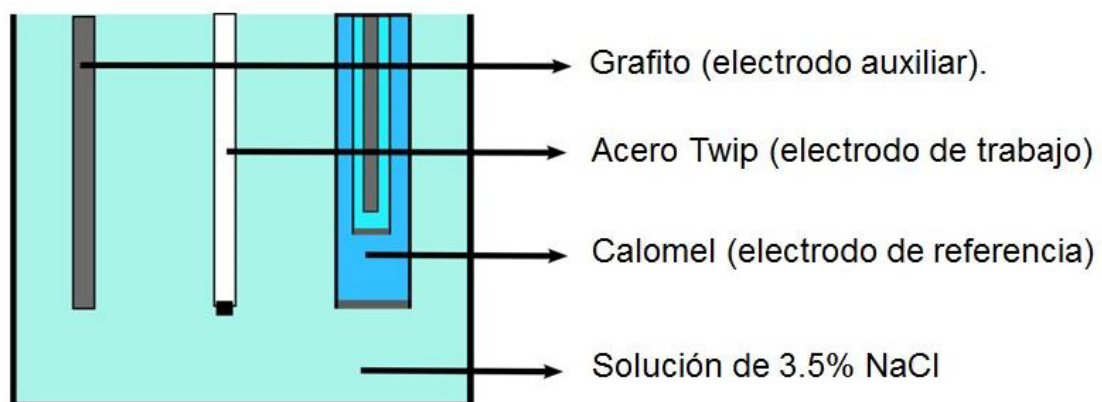 Grafito (electrodo auxiliar).
Acero Twip (electrodo de trabajo)
Calomel (electrodo de referencia)
Solución de 3.5% NaCl